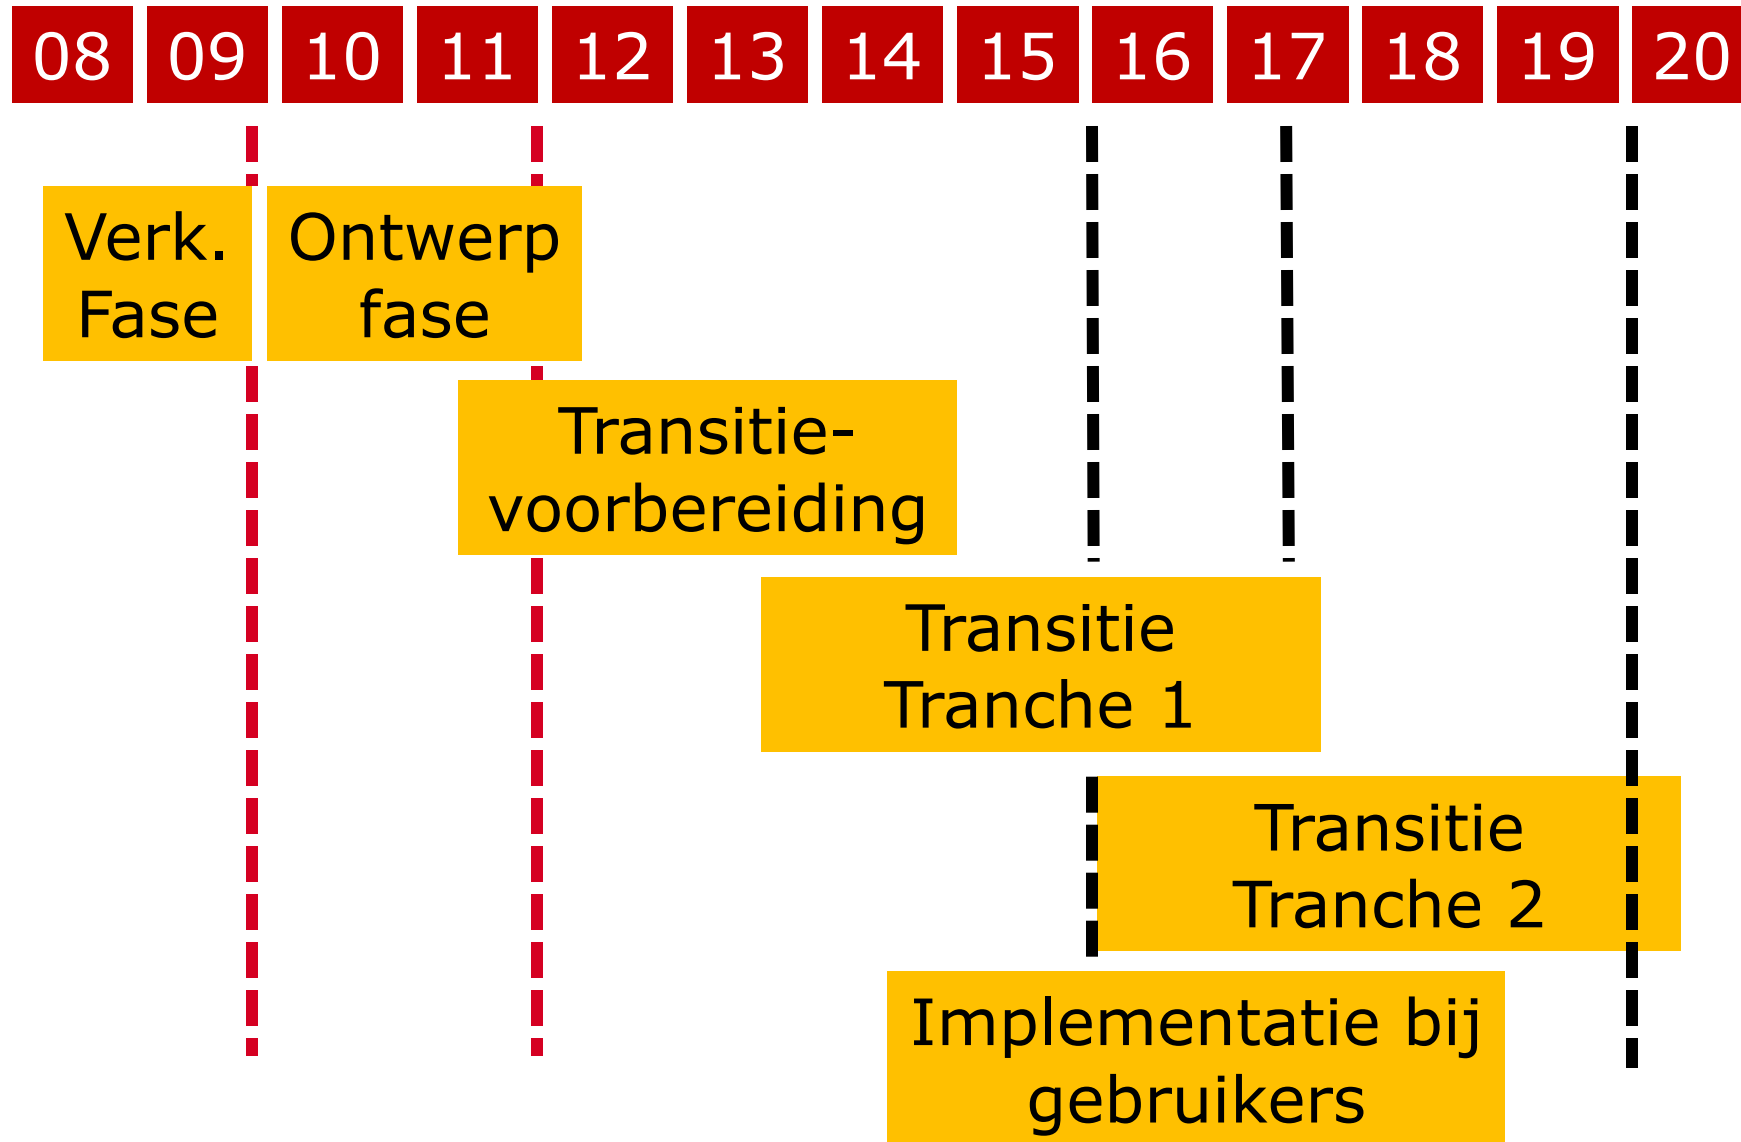 08 09 10 11 12 13 14 15 16 17 18 19 20
Verk.
Fase
Ontwerp
fase
Transitie-
voorbereiding
Transitie
Tranche 1
Transitie
Tranche 2
Implementatie bij
gebruikers